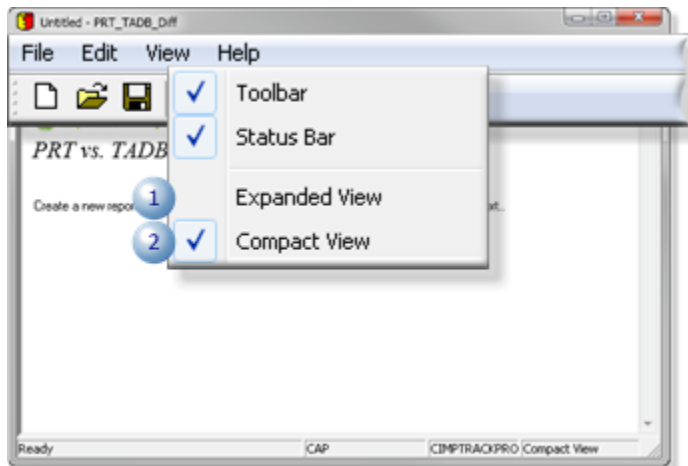 Untitled - PRT_TADB_Diff
File Edit View Help
Toolbar
Status Bar
PRT vs. TADB
Create a new repor
1 Expanded View
2 Compact View
Ready CAP CIMPTRACKPRO Compact View